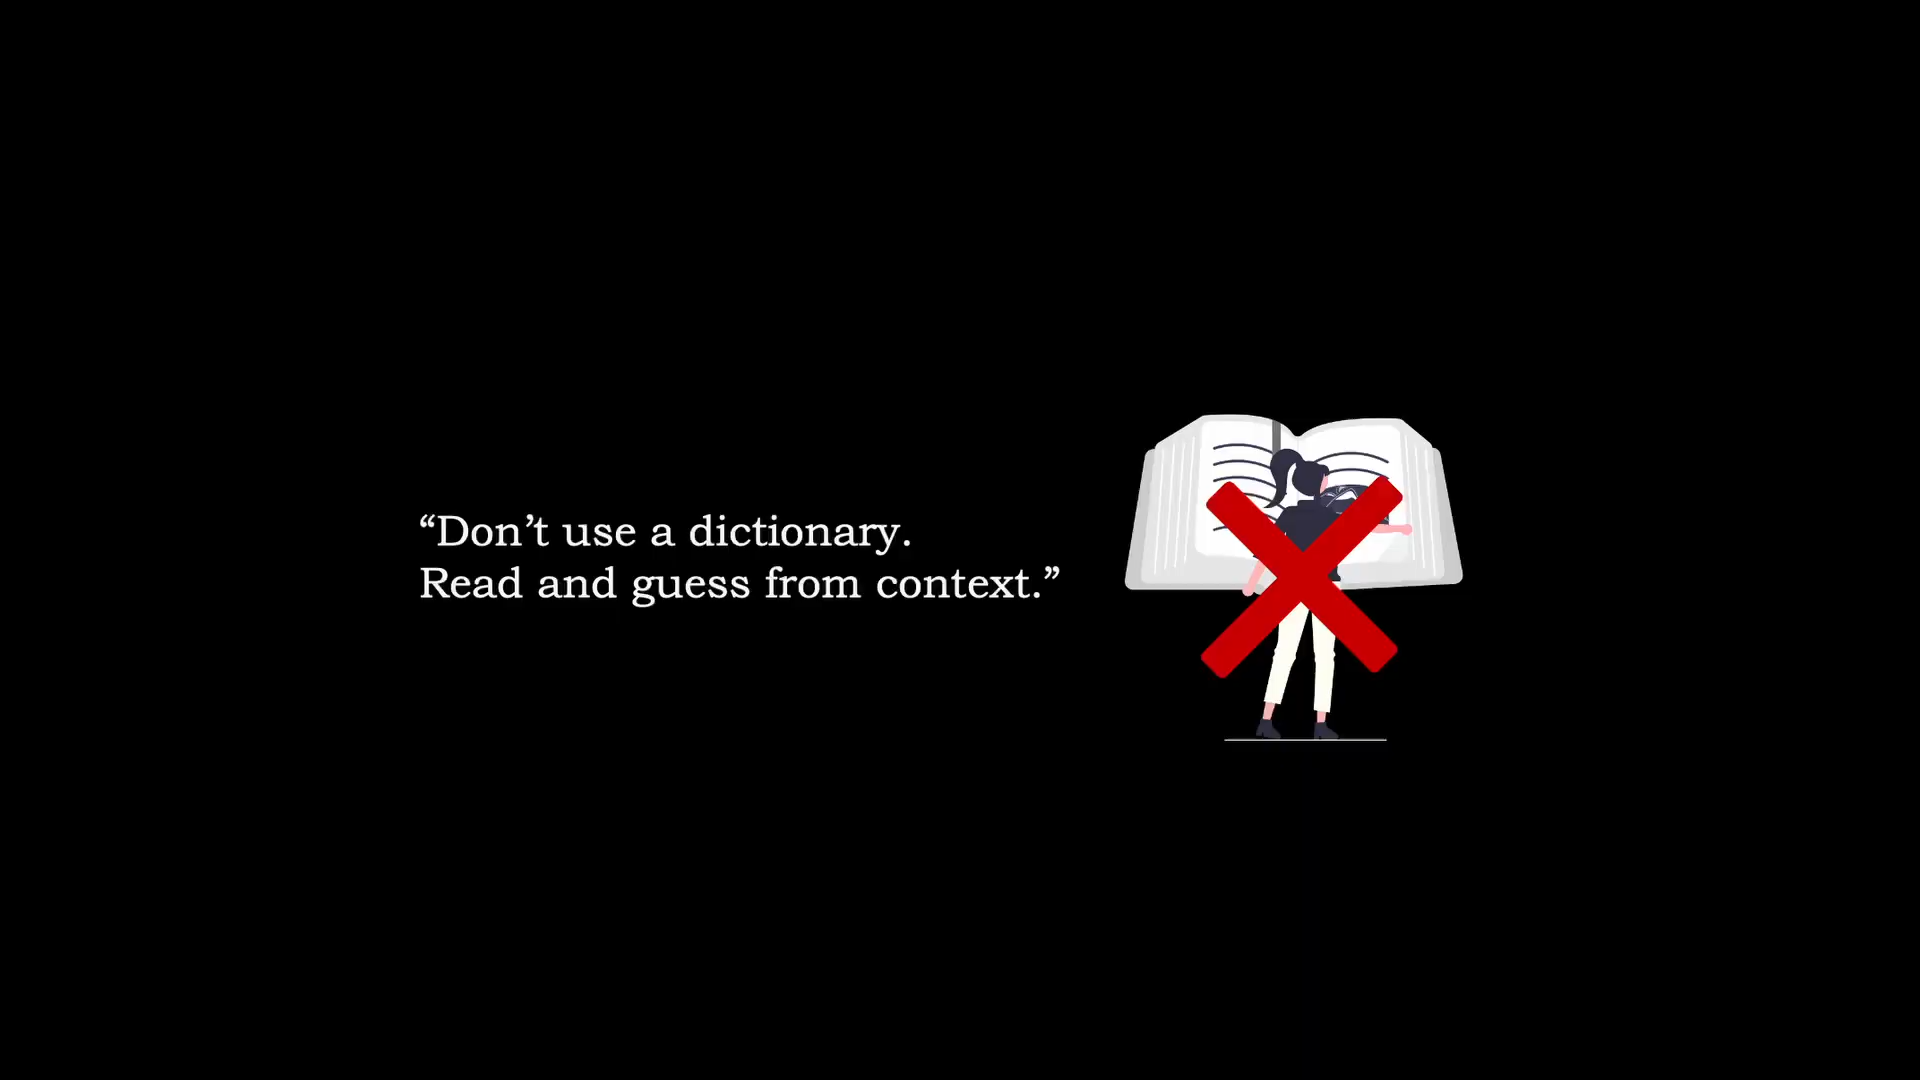 “Don’t use a dictionary.
Read and guess from context.”